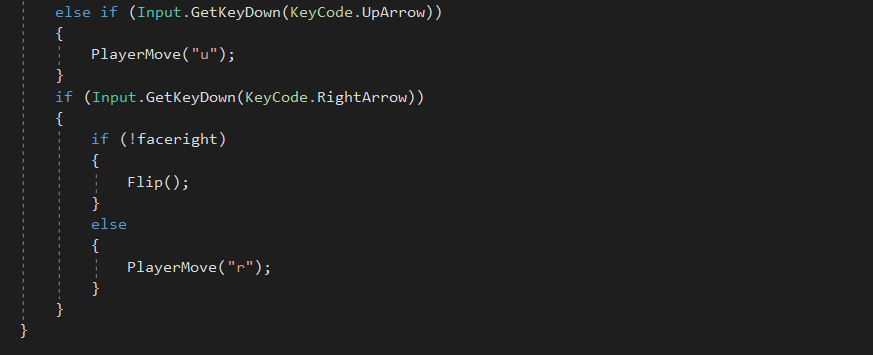 else if (Input.GetKeyDown(KeyCode.UpArrow))
{
PlayerMove("u");
}
if (Input.GetKeyDown(KeyCode.RightArrow))
{
if (!faceright)
{
Flip();
}
else
{
PlayerMove("r");
}
}
}